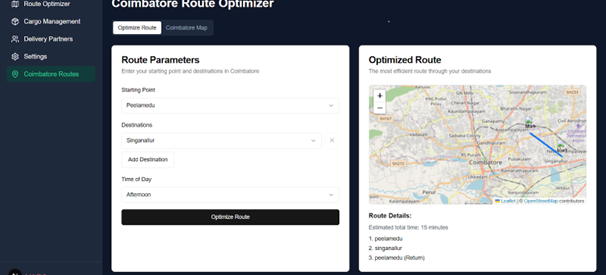 Coimbatore Route Optimizer
Route Optimizer
Cargo Management
Delivery Partners
Settings
Coimbatore Routes
Optimize Route
Coimbatore Map
Route Parameters
Enter your starting point and destinations in Coimbatore
Starting Point
Peelamedu
Destinations
Singanallur
Add Destination
Time of Day
Afternoon
Optimize Route
Optimized Route
The most efficient route through your destinations
+
−
Coimbatore
Perur
Leaflet | © OpenStreetMap contributors
Route Details:
Estimated total time: 15 minutes
1. peelamedu
2. singanallur
3. peelamedu (Return)